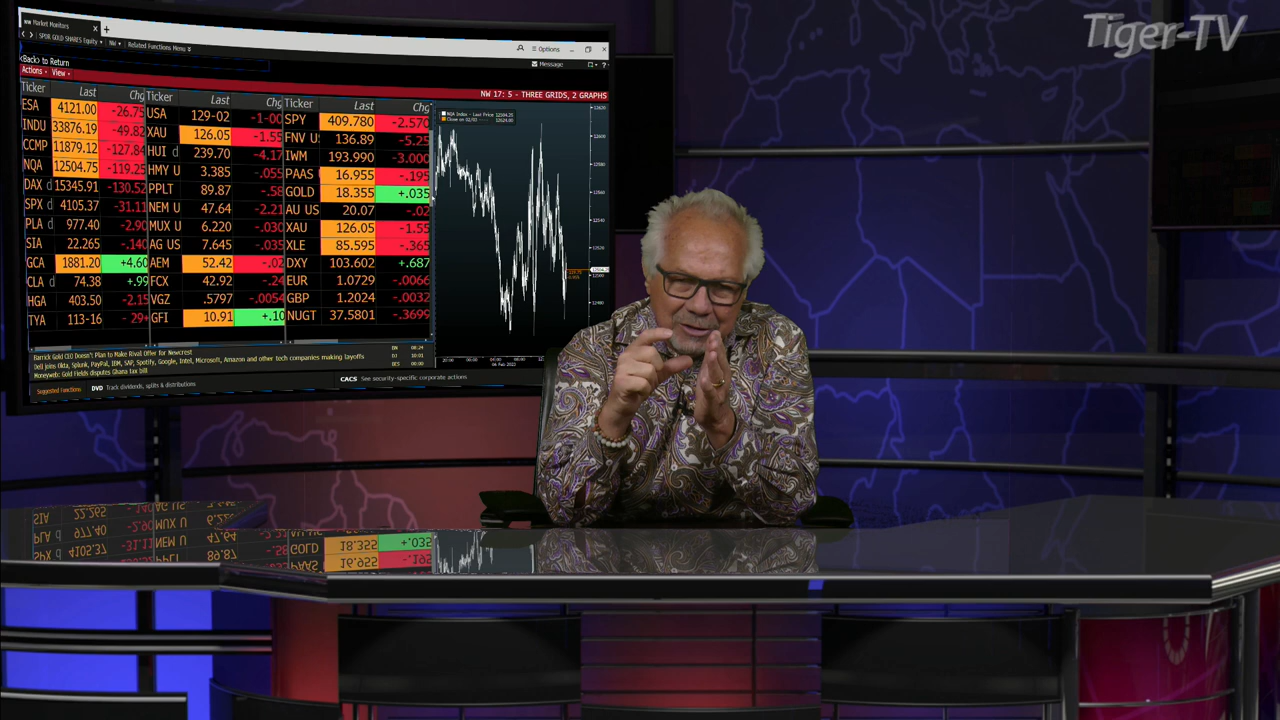 Tiger-TV
NW Market Monitors
SPDR GOLD SHARES Equity NW Related Functions Menu
Options
<Back> to Return
Message
Actions View
NW 17: 5 - THREE GRIDS, 2 GRAPHS
Ticker Last Chg Ticker Last Chg Ticker Last Chg
ESA 4121.00 -26.75 USA 129-02 -1-00 SPY 409.780 -2.570
INDU 33876.19 -49.82 XAU 126.05 -1.55 FNV U 136.89 -5.25
CCMP 11879.12 -127.84 HUI d 239.70 -4.17 IWM 193.990 -3.000
NQA 12504.75 -119.25 HMY U 3.385 -.055 PAAS 16.955 -.195
DAX d 15345.91 -130.52 PPLT 89.87 -.58 GOLD 18.355 +.035
SPX d 4105.37 -31.11 NEM U 47.64 -2.21 AU US 20.07 -.02
PLA d 977.40 -2.90 MUX U 6.220 -.030 XAU 126.05 -1.55
SIA 22.265 -.140 AG US 7.645 -.035 XLE 85.595 -.365
GCA 1881.20 +4.60 AEM 52.42 -.02 DXY 103.602 +.687
CLA d 74.38 +.99 FCX 42.92 -.24 EUR 1.0729 -.0066
HGA 403.50 -2.15 VGZ .5797 -.0054 GBP 1.2024 -.0032
TYA 113-16 -29+ GFI 10.91 +.10 NUGT 37.5801 -.3699
Barrick Gold CEO Doesn't Plan to Make Rival Offer for Newcrest
Dell joins Okta, Splunk, PayPal, IBM, SAP, Spotify, Google, Intel, Microsoft, Amazon and other tech companies making layoffs
Moneyweb: Gold Fields disputes Ghana tax bill
Suggested Functions DVD Track dividends, splits & distributions CACS See security-specific corporate actions